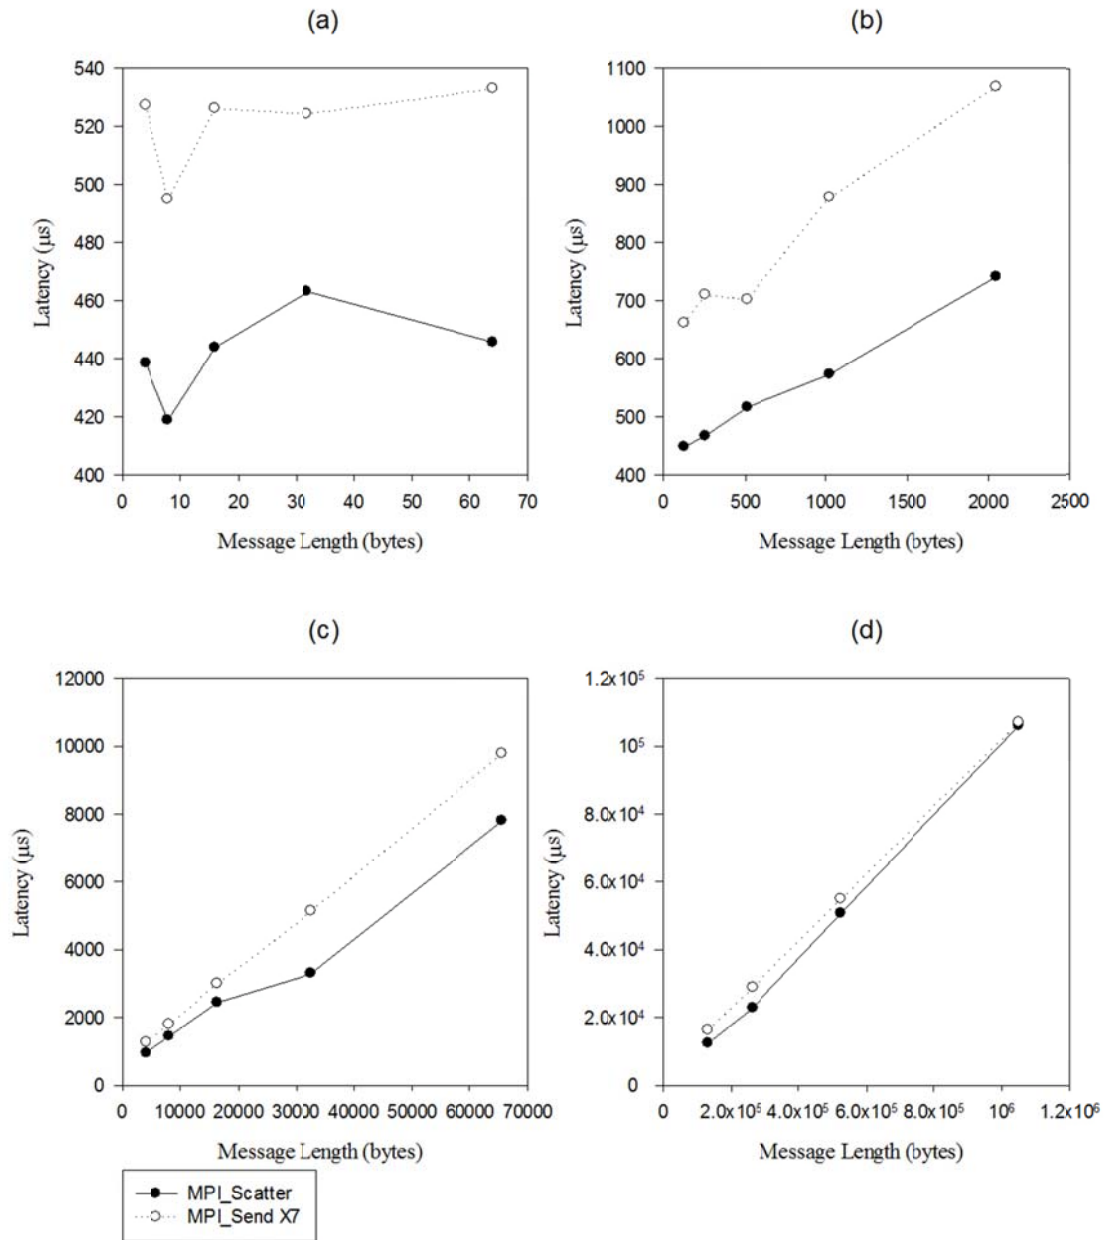 (a)
540
520
500
480
460
440
420
400
Latency (μs)
0 10 20 30 40 50 60 70
Message Length (bytes)
(b)
1100
1000
900
800
700
600
500
400
Latency (μs)
0 500 1000 1500 2000 2500
Message Length (bytes)
(c)
12000
10000
8000
6000
4000
2000
0
Latency (μs)
0 10000 20000 30000 40000 50000 60000 70000
Message Length (bytes)
(d)
1.2x10⁵
10⁵
8.0x10⁴
6.0x10⁴
4.0x10⁴
2.0x10⁴
0
Latency (μs)
0 2.0x10⁵ 4.0x10⁵ 6.0x10⁵ 8.0x10⁵ 10⁶ 1.2x10⁶
Message Length (bytes)
MPI_Scatter
MPI_Send X7